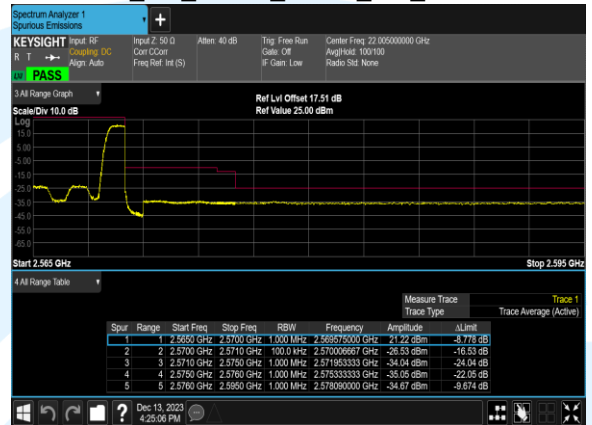 Spectrum Analyzer 1
Spurious Emissions
+
KEYSIGHT Input: RF Input Z: 50 Ω Atten: 40 dB Trig: Free Run Center Freq: 22.005000000 GHz
R T Coupling: DC Corr CCorr Gate: Off Avg|Hold: 100/100
Align: Auto Freq Ref: Int (S) IF Gain: Low Radio Std: None
PASS
3 All Range Graph
Ref Lvl Offset 17.51 dB
Scale/Div 10.0 dB Ref Value 25.00 dBm
Log
15.0
5.00
-5.00
-15.0
-25.0
-35.0
-45.0
-55.0
-65.0
Start 2.565 GHz Stop 2.595 GHz
4 All Range Table
Measure Trace Trace 1
Trace Type Trace Average (Active)
Spur Range Start Freq Stop Freq RBW Frequency Amplitude ΔLimit
1 1 2.5650 GHz 2.5700 GHz 1.000 MHz 2.569575000 GHz 21.22 dBm -8.778 dB
2 2 2.5700 GHz 2.5710 GHz 100.0 kHz 2.570006667 GHz -26.53 dBm -16.53 dB
3 3 2.5710 GHz 2.5750 GHz 1.000 MHz 2.571953333 GHz -34.04 dBm -24.04 dB
4 4 2.5750 GHz 2.5760 GHz 1.000 MHz 2.575333333 GHz -35.05 dBm -22.05 dB
5 5 2.5760 GHz 2.5950 GHz 1.000 MHz 2.578090000 GHz -34.67 dBm -9.674 dB
? Dec 13, 2023
4:25:06 PM